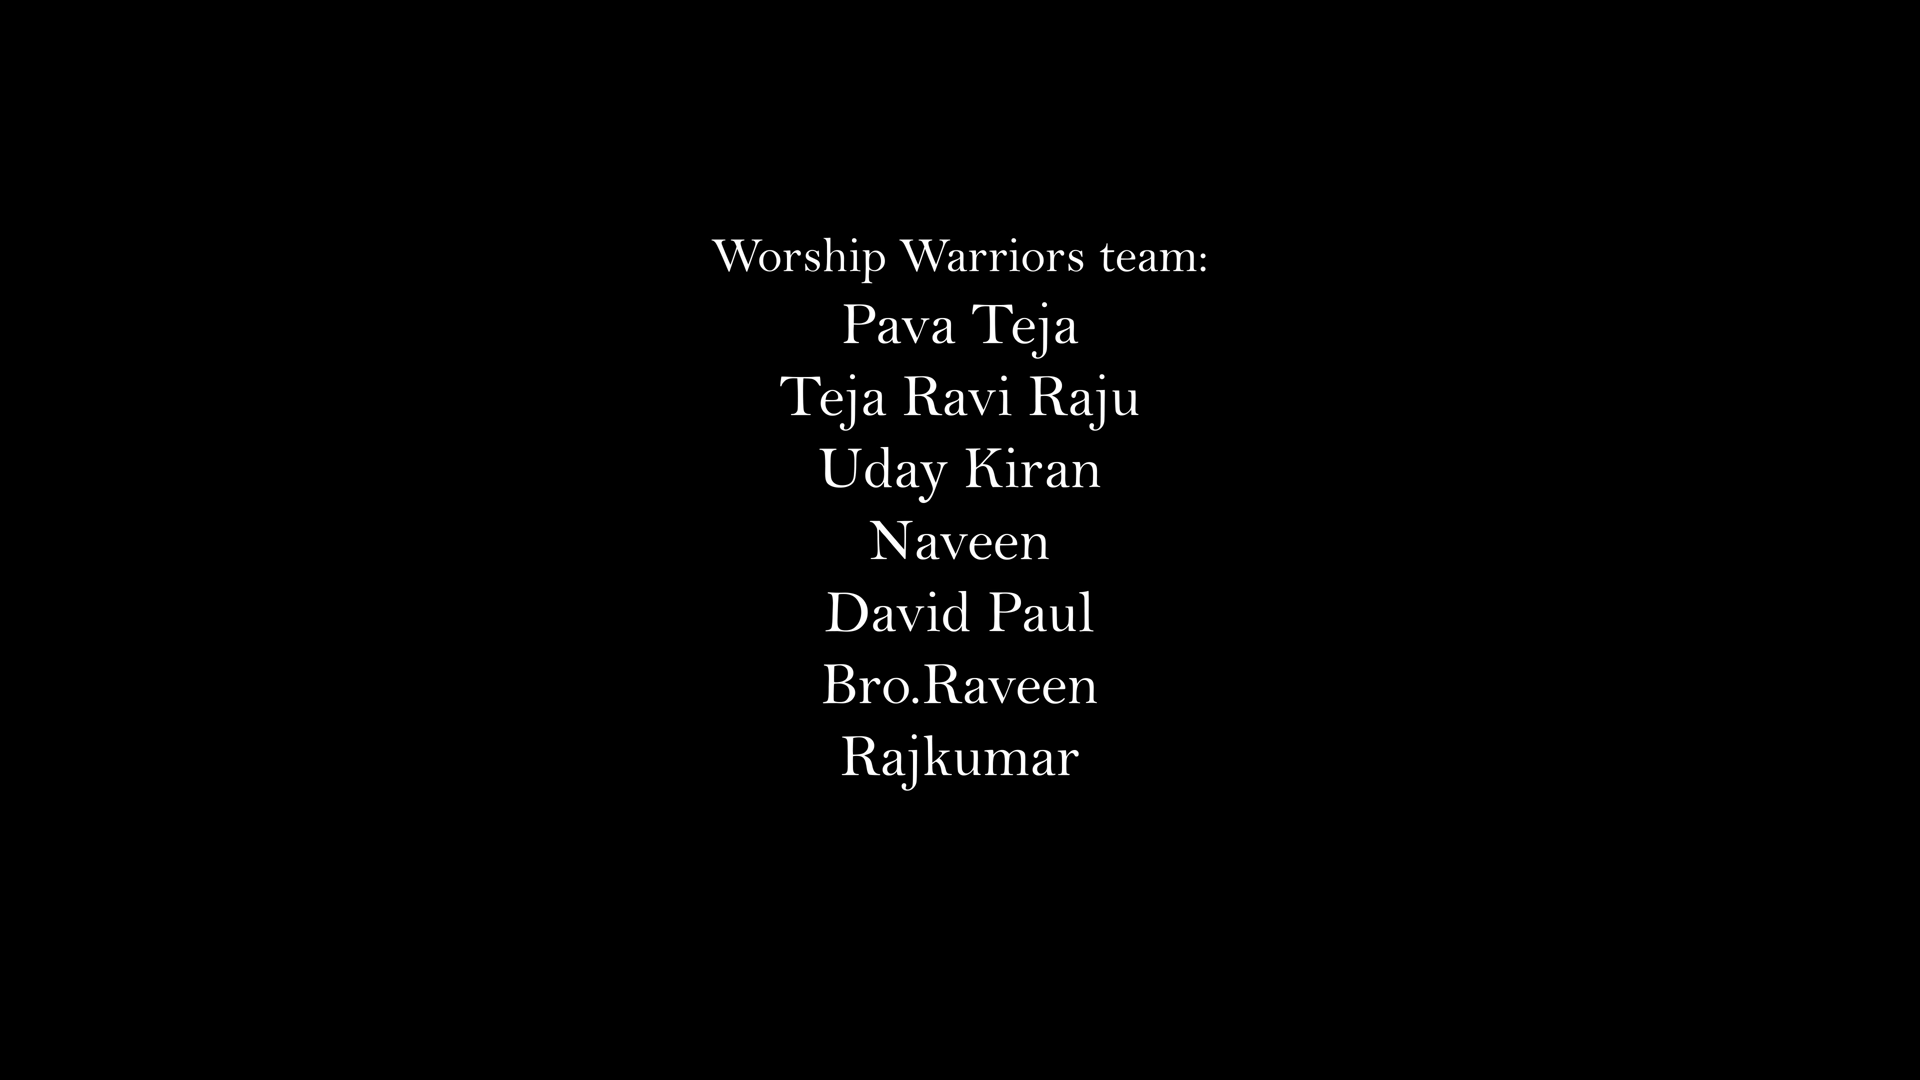 Worship Warriors team:
Pava Teja
Teja Ravi Raju
Uday Kiran
Naveen
David Paul
Bro.Raveen
Rajkumar